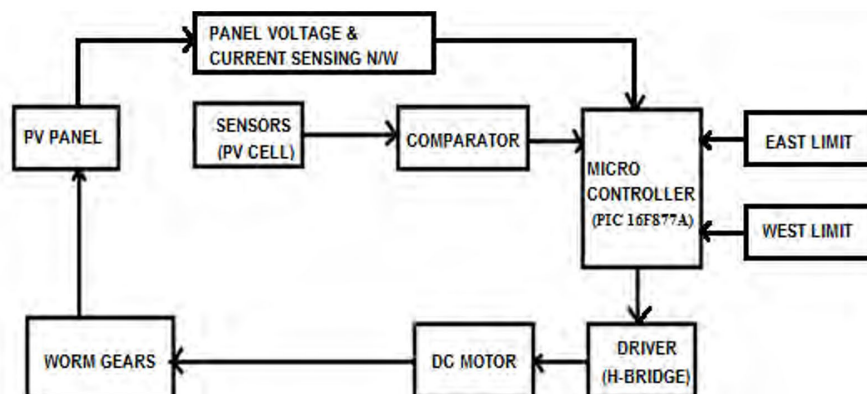 PANEL VOLTAGE &
CURRENT SENSING N/W
PV PANEL
SENSORS
(PV CELL)
COMPARATOR
MICRO
CONTROLLER
(PIC 16F877A)
EAST LIMIT
WEST LIMIT
WORM GEARS
DC MOTOR
DRIVER
(H-BRIDGE)